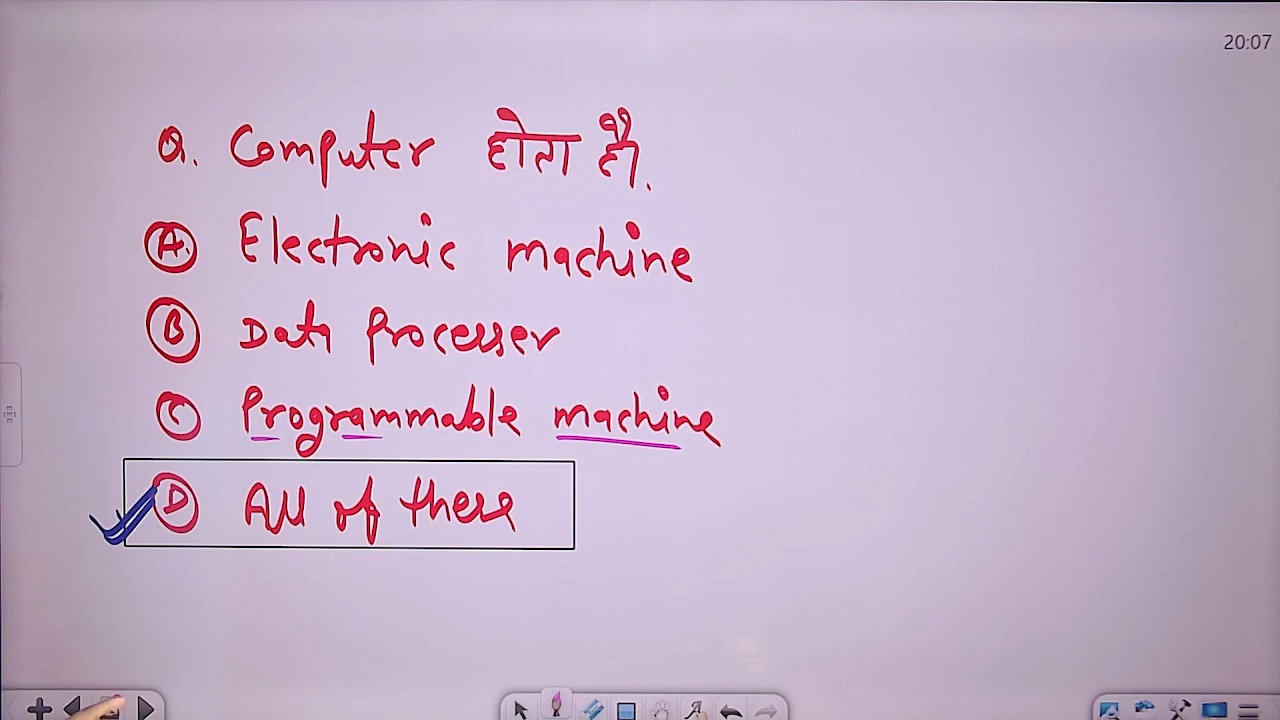 20:07
Q. Computer होता है.
A. Electronic machine
B Data Processer
C Programmable machine
D All of these